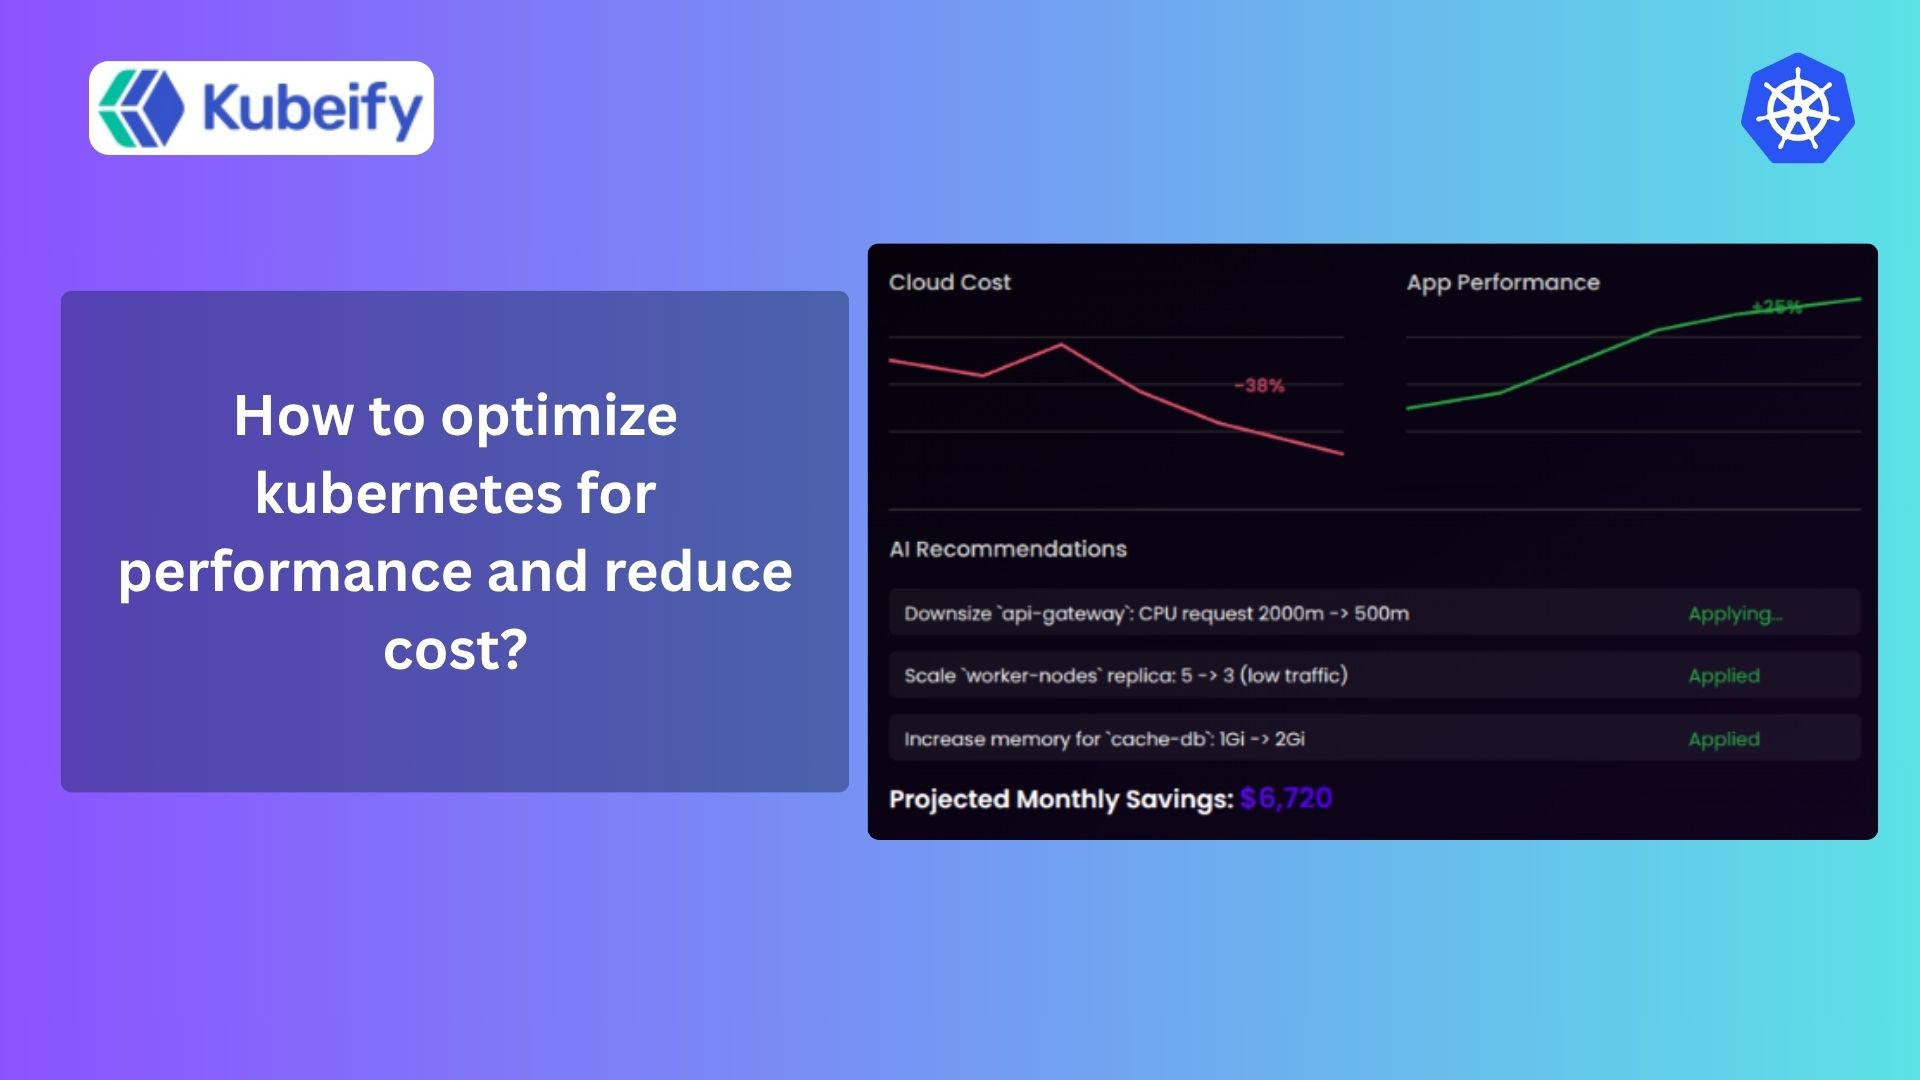 Kubeify
How to optimize
kubernetes for
performance and reduce
cost?
Cloud Cost
-38%
App Performance
+25%
AI Recommendations
Downsize `api-gateway`: CPU request 2000m -> 500m
Applying...
Scale `worker-nodes` replica: 5 -> 3 (low traffic)
Applied
Increase memory for `cache-db`: 1Gi -> 2Gi
Applied
Projected Monthly Savings: $6,720